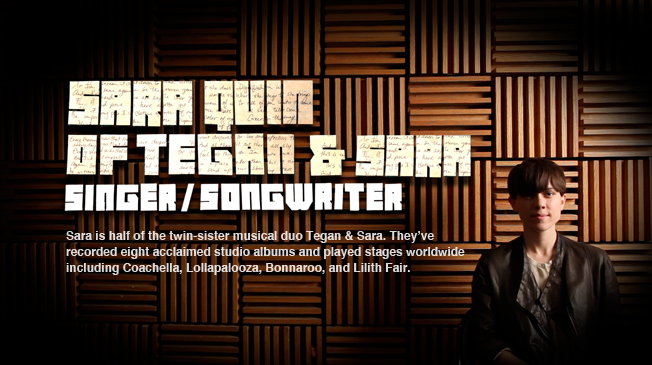 SARA QUIN
OF TEGAN & SARA
SINGER / SONGWRITER
Sara is half of the twin-sister musical duo Tegan & Sara. They've
recorded eight acclaimed studio albums and played stages worldwide
including Coachella, Lollapalooza, Bonnaroo, and Lilith Fair.